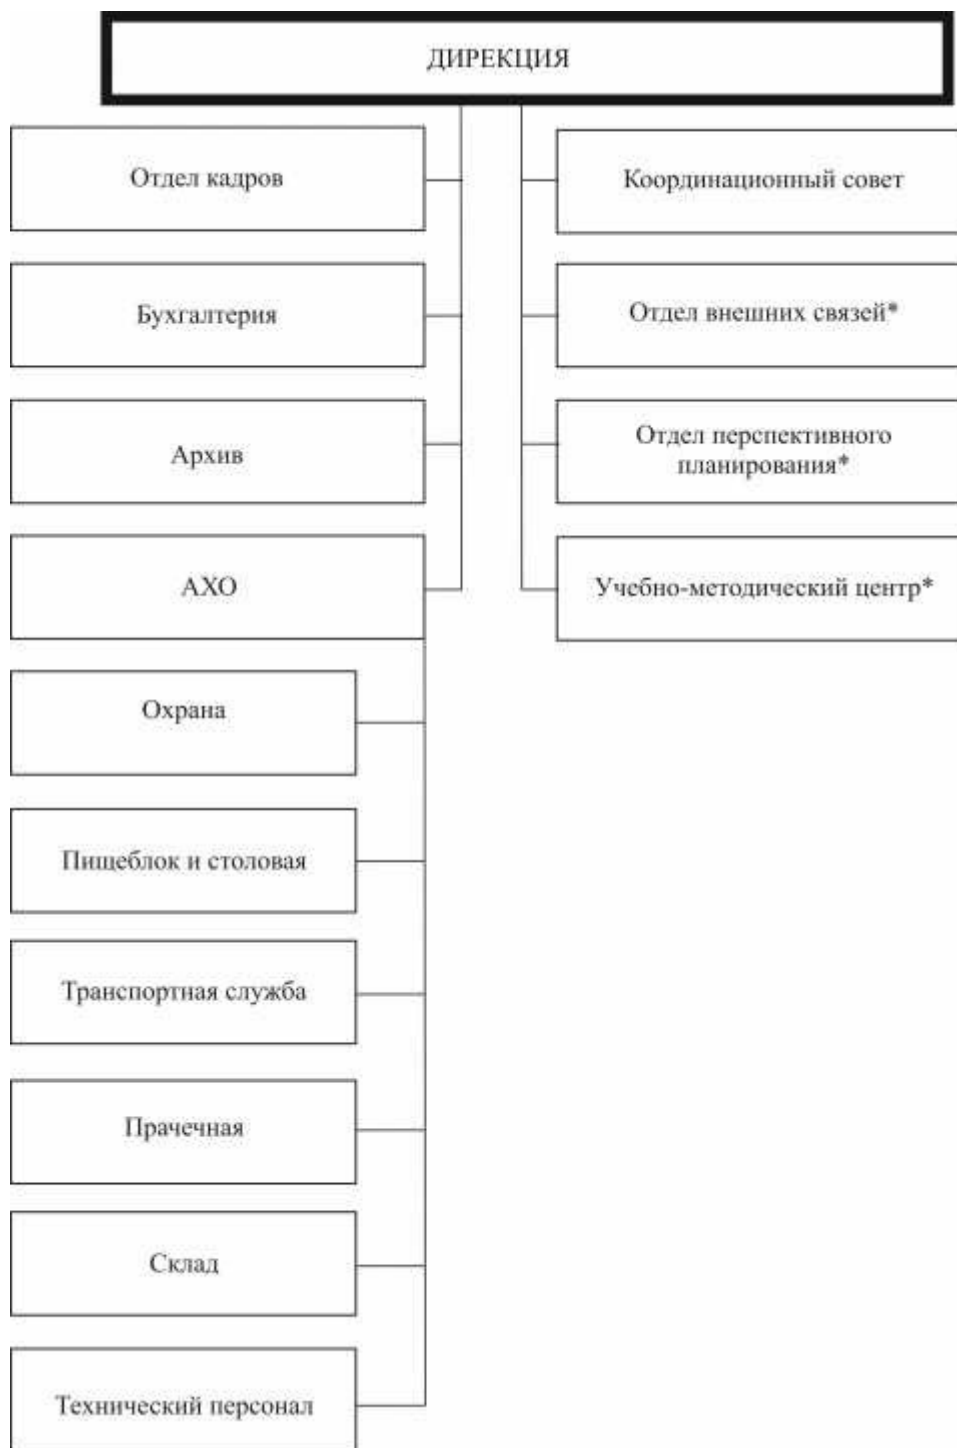 ДИРЕКЦИЯ
Отдел кадров
Координационный совет
Бухгалтерия
Отдел внешних связей*
Архив
Отдел перспективного
планирования*
АХО
Учебно-методический центр*
Охрана
Пищеблок и столовая
Транспортная служба
Прачечная
Склад
Технический персонал